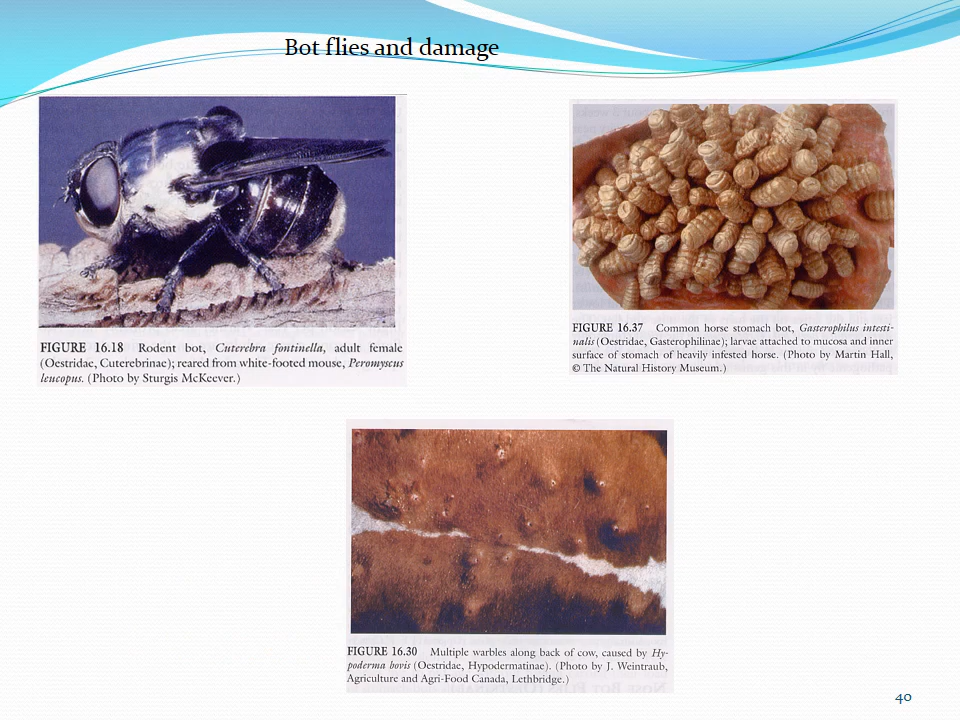 Bot flies and damage
FIGURE 16.18 Rodent bot, Cuterebra fontinella, adult female
(Oestridae, Cuterebrinae); reared from white-footed mouse, Peromyscus
leucopus. (Photo by Sturgis McKeever.)
FIGURE 16.37 Common horse stomach bot, Gasterophilus intesti-
nalis (Oestridae, Gasterophilinae); larvae attached to mucosa and inner
surface of stomach of heavily infested horse. (Photo by Martin Hall,
© The Natural History Museum.)
FIGURE 16.30 Multiple warbles along back of cow, caused by Hy-
poderma bovis (Oestridae, Hypodermatinae). (Photo by J. Weintraub,
Agriculture and Agri-Food Canada, Lethbridge.)
40